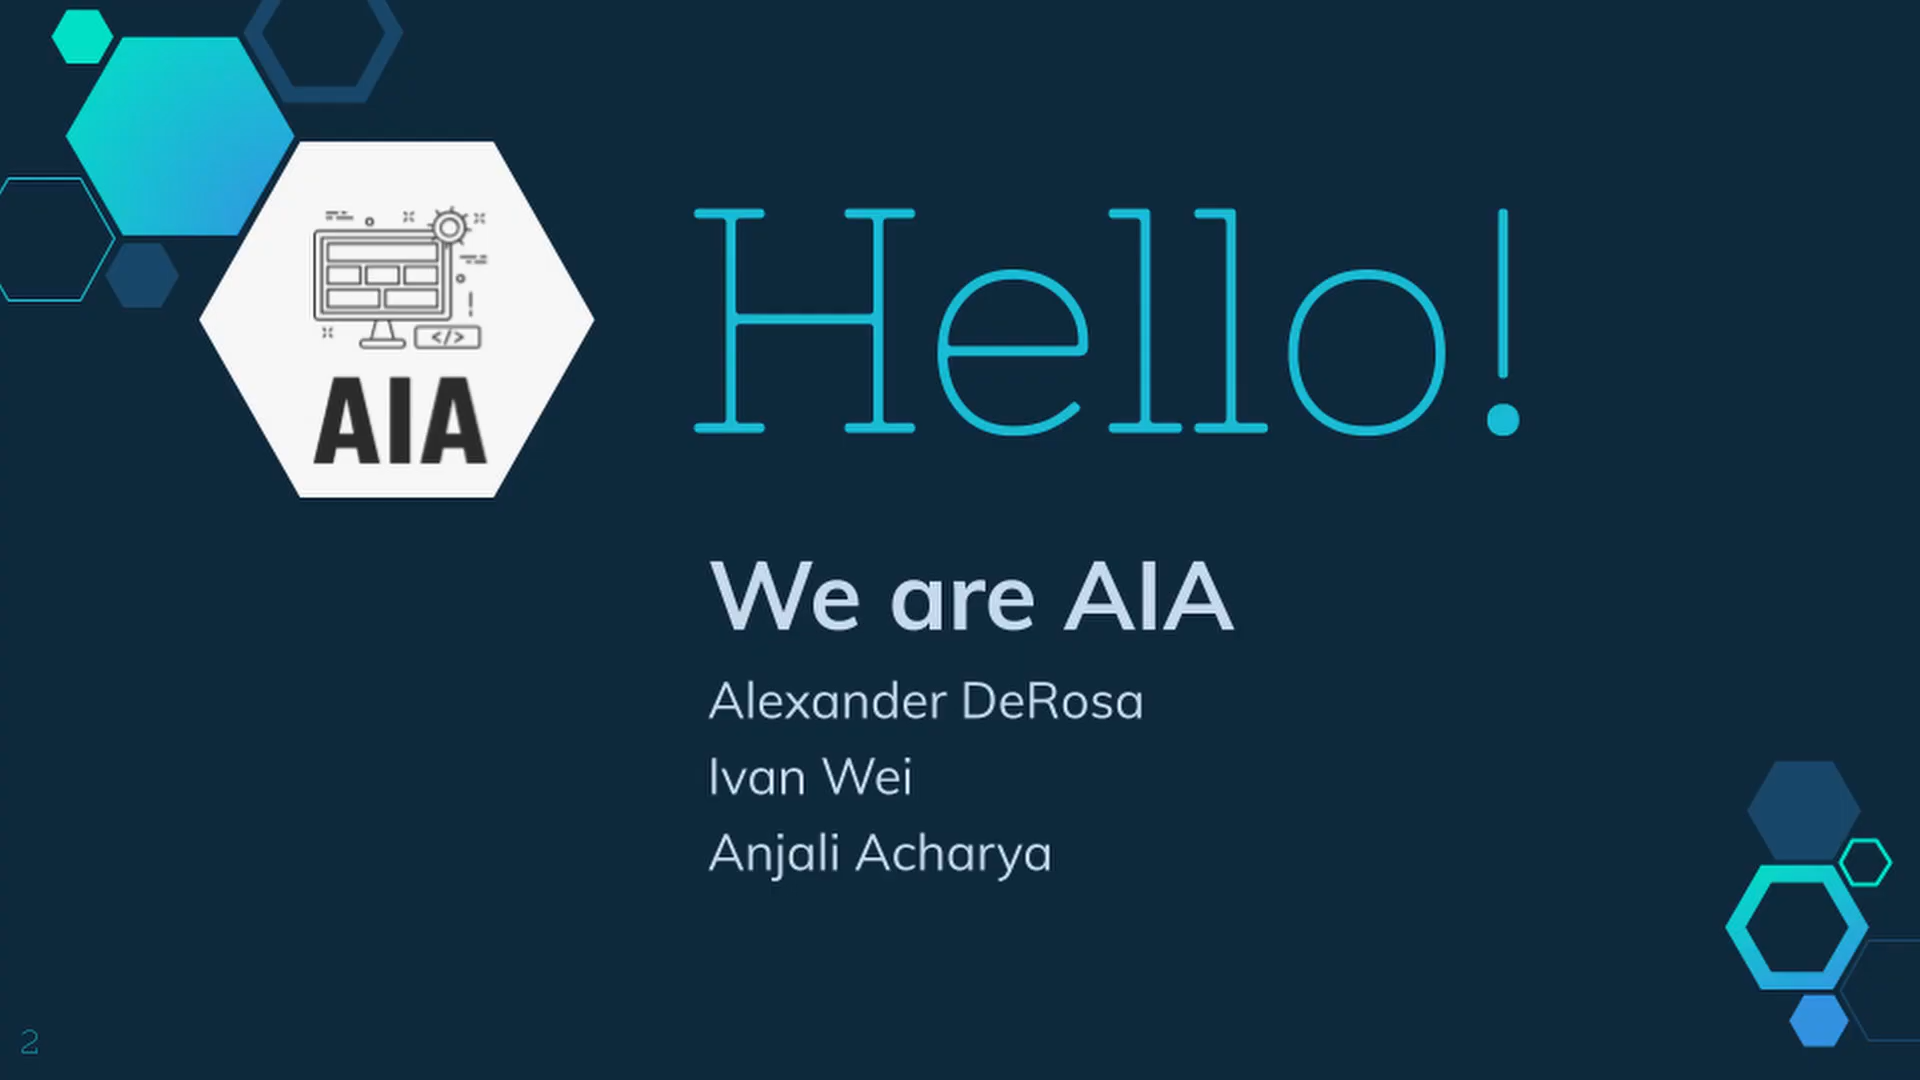 </>
AIA
Hello!
We are AIA
Alexander DeRosa
Ivan Wei
Anjali Acharya
2